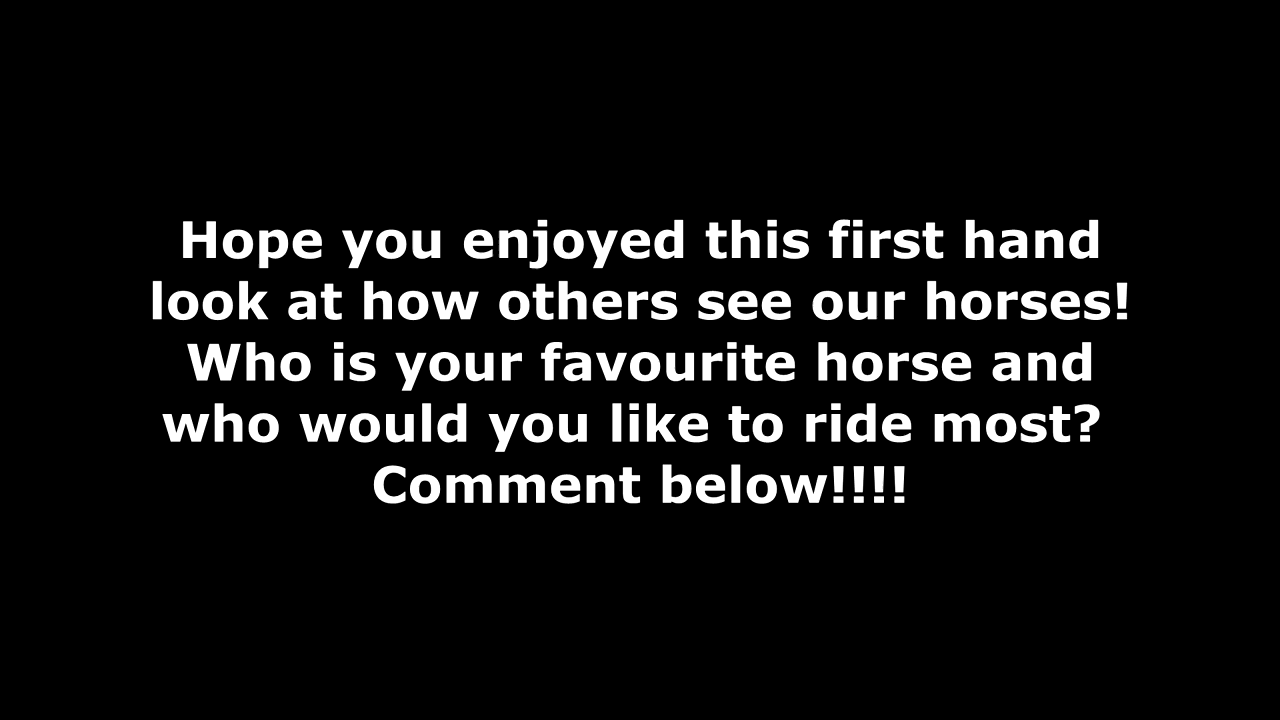 Hope you enjoyed this first hand
look at how others see our horses!
Who is your favourite horse and
who would you like to ride most?
Comment below!!!!